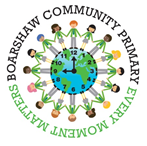 BOARSHAW COMMUNITY PRIMARY
EVERY MOMENT MATTERS